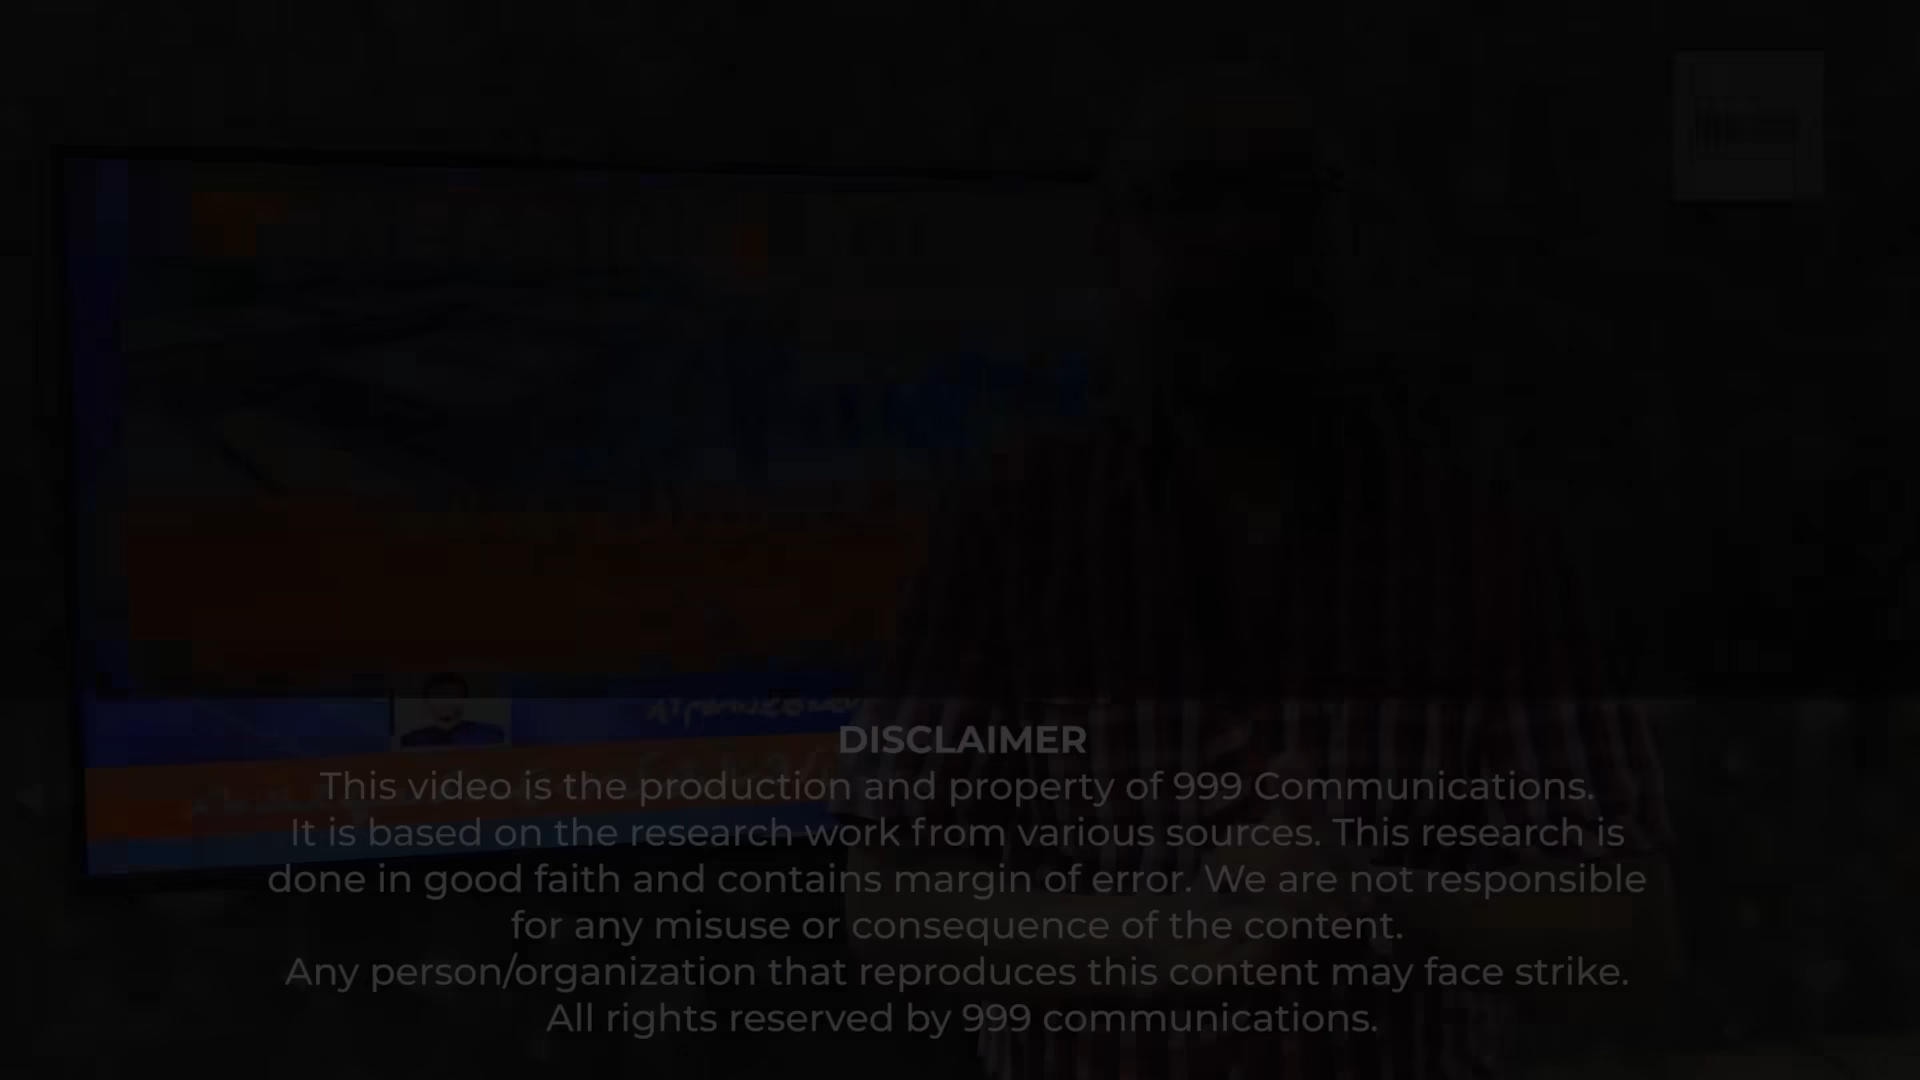 DISCLAIMER
This video is the production and property of 999 Communications.
It is based on the research work from various sources. This research is
done in good faith and contains margin of error. We are not responsible
for any misuse or consequence of the content.
Any person/organization that reproduces this content may face strike.
All rights reserved by 999 communications.